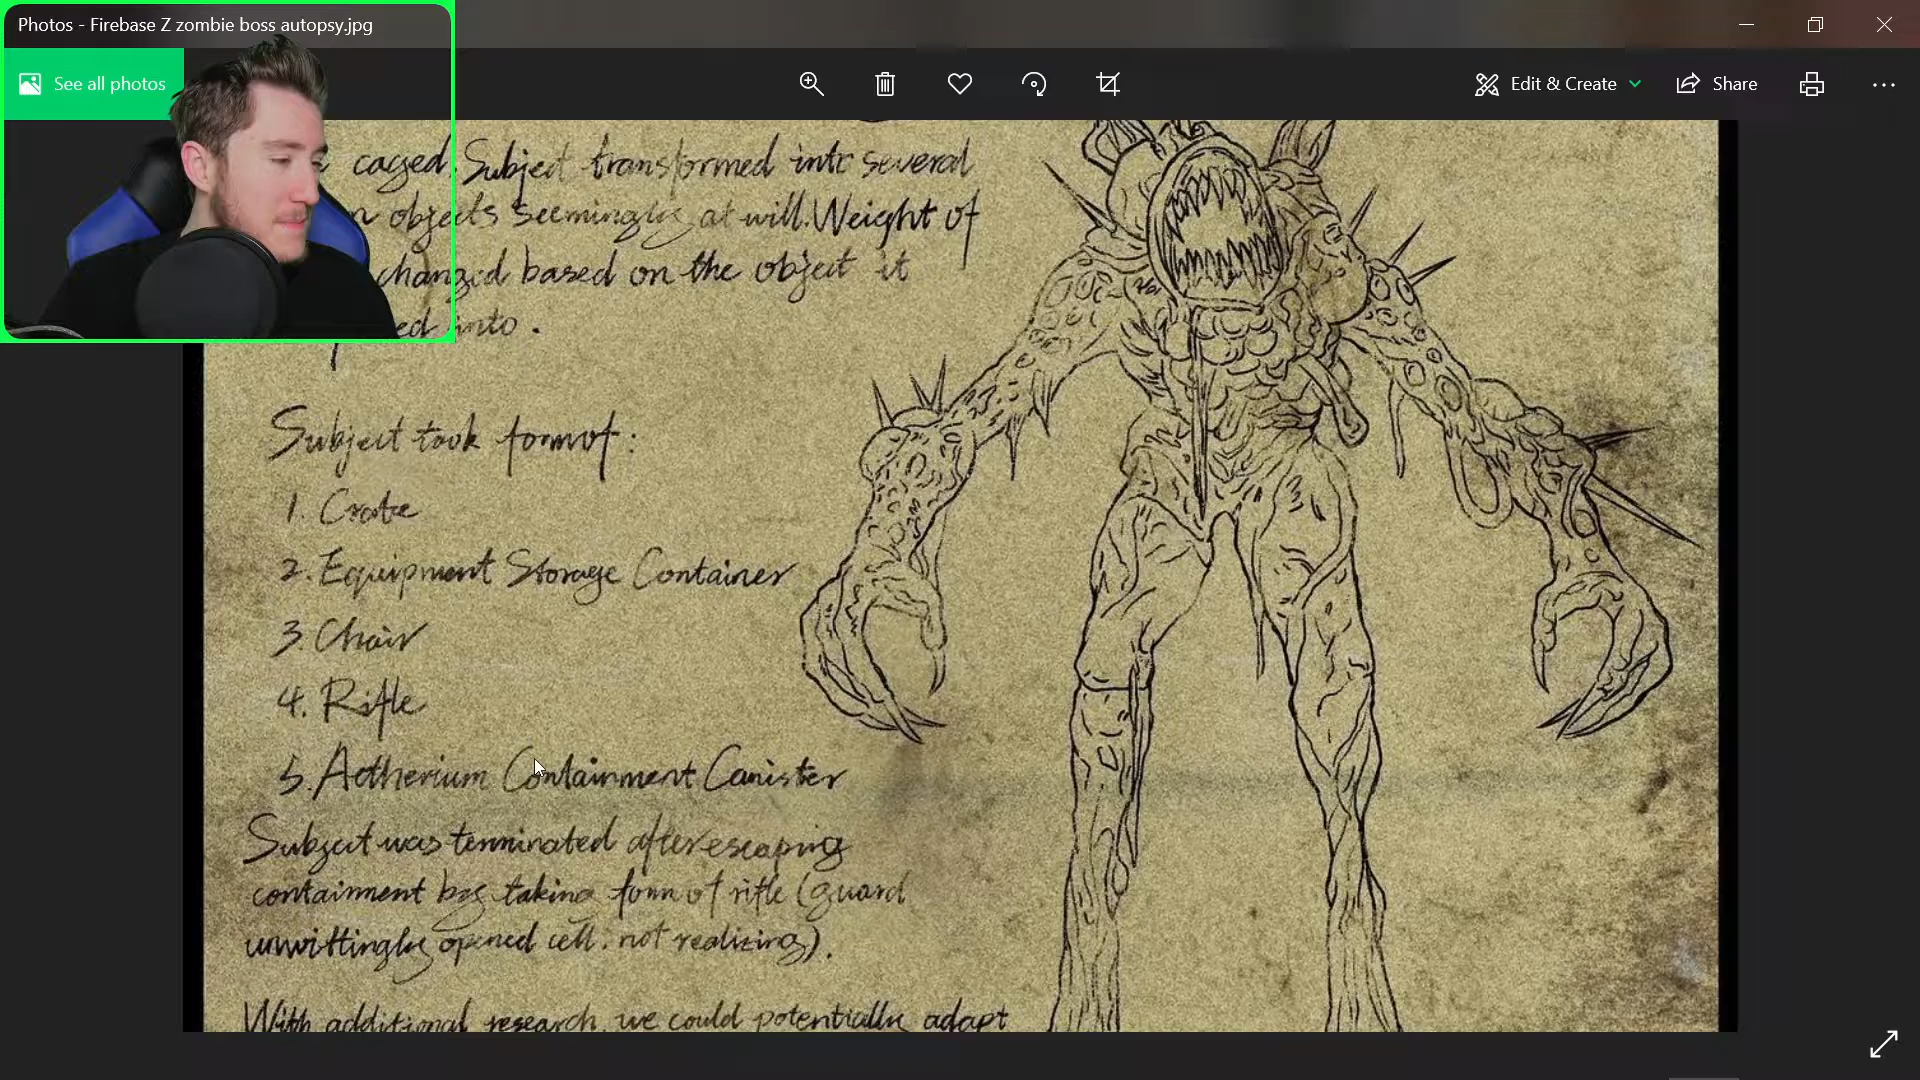 Photos - Firebase Z zombie boss autopsy.jpg
See all photos
Edit & Create
Share
caged. Subject transformed into several
objects seemingly at will. Weight of
changed based on the object it
into.
Subject took form of:
1. Crate
2. Equipment Storage Container
3. Chair
4. Rifle
5. Aetherium Containment Canister
Subject was terminated after escaping
containment by taking form of rifle (guard
unwittingly opened cell, not realizing).
With additional research, we could potentially adapt